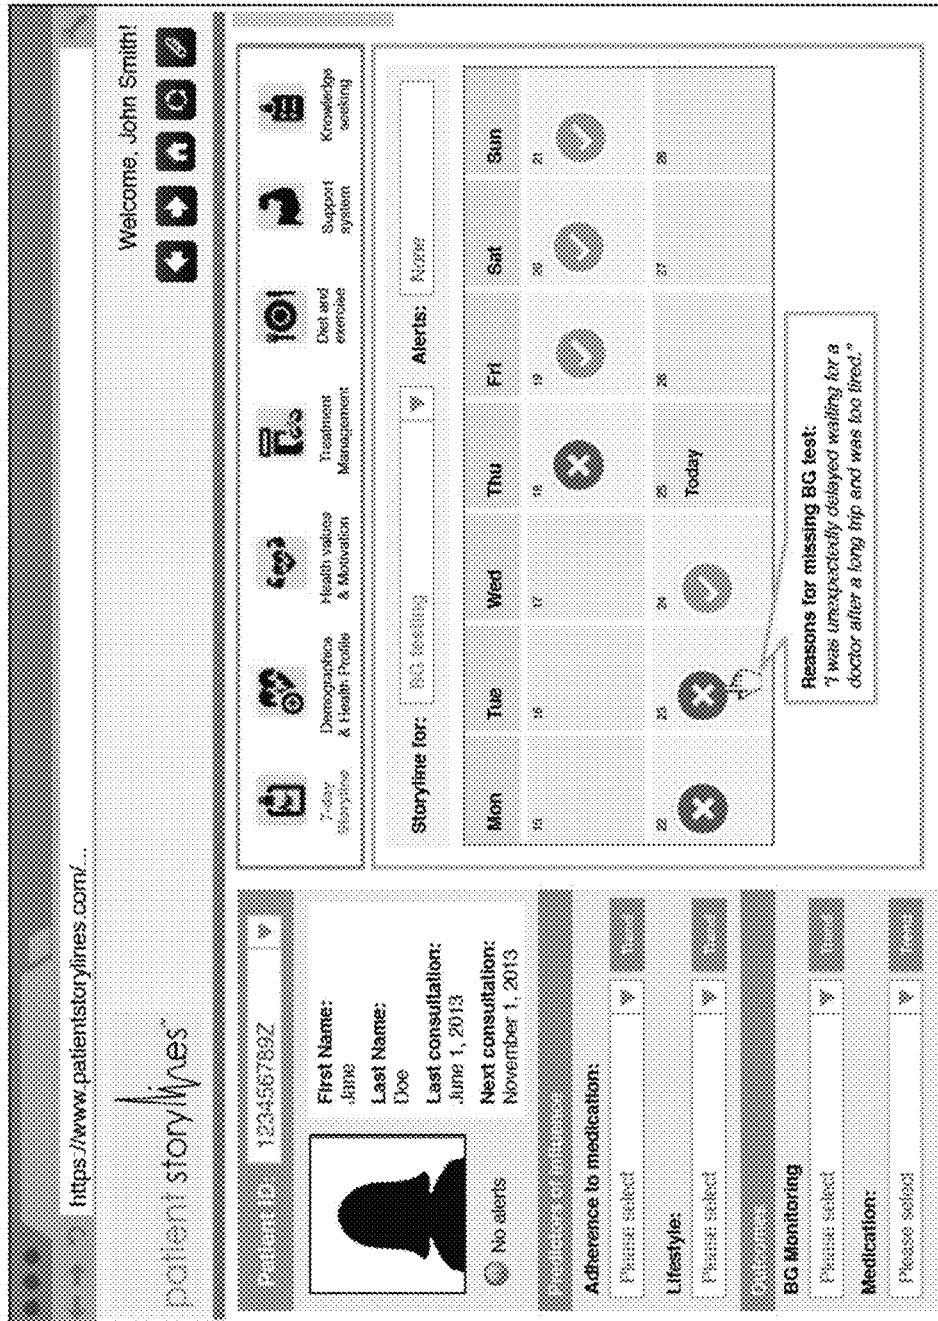 https://www.patientstorylines.com/...
patient storylines™
Welcome, John Smith!
Patient ID:
123456789Z
First Name:
Jane
Last Name:
Doe
Last consultation:
June 1, 2013
Next consultation:
November 1, 2013
No alerts
Adherence to medication:
Please select
Lifestyle:
Please select
BG Monitoring
Please select
Medication:
Please select
7-day
Storyline
Demographics
& Health Profile
Health values
& Motivation
Treatment
Management
Diet and
exercise
Support
system
Knowledge
seeking
Storyline for:
BG testing
Alerts:
None
Mon Tue Wed Thu Fri Sat Sun
15 16 17 18 19 20 21
22 23 24 25 26 27 28
Today
Reasons for missing BG test:
"I was unexpectedly delayed waiting for a
doctor after a long trip and was too tired."